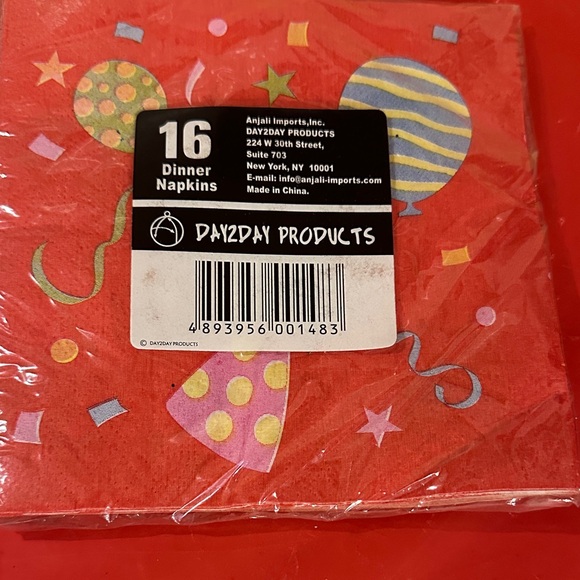 16
Dinner
Napkins
Anjali Imports,Inc.
DAY2DAY PRODUCTS
224 W 30th Street,
Suite 703
New York, NY 10001
E-mail: info@anjali-imports.com
Made in China.
DAY2DAY PRODUCTS
4 893956 001483
© DAY2DAY PRODUCTS